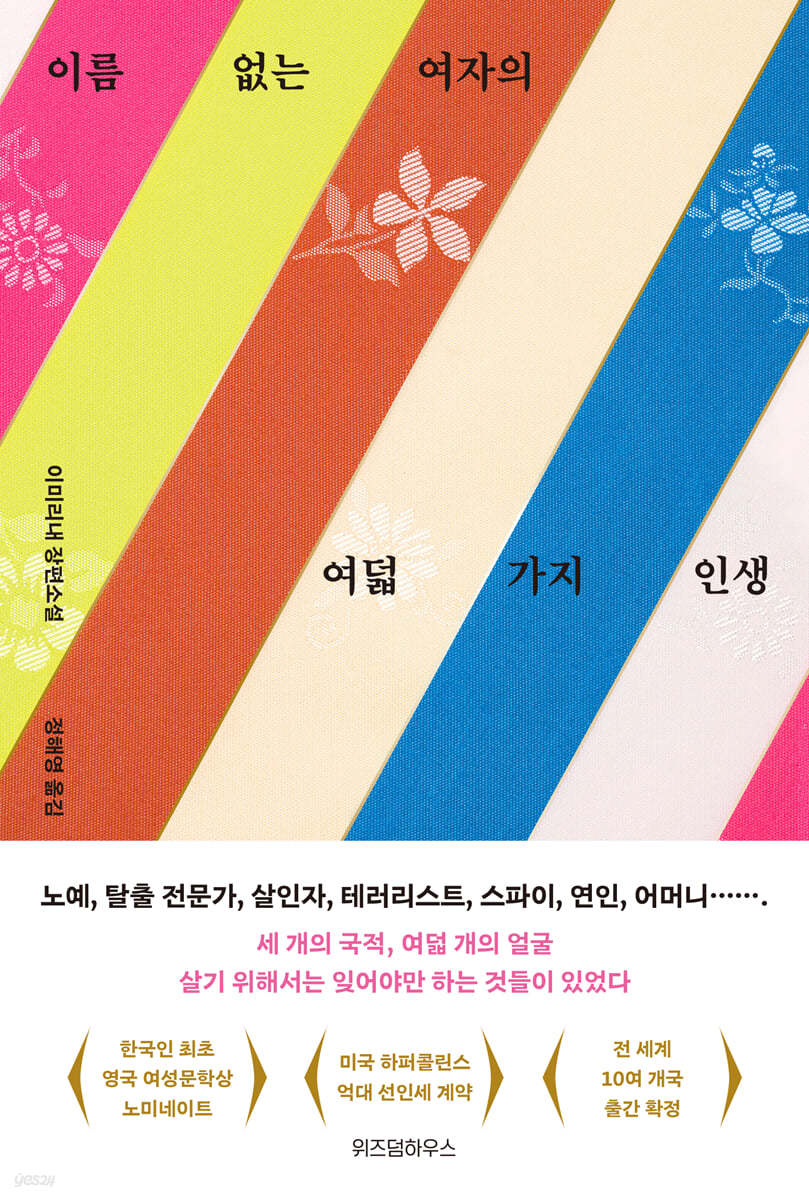 이름 없는 여자의
여덟 가지 인생
이미리내 장편소설
정해영 옮김
노예, 탈출 전문가, 살인자, 테러리스트, 스파이, 연인, 어머니…….
세 개의 국적, 여덟 개의 얼굴
살기 위해서는 잊어야만 하는 것들이 있었다
한국인 최초
영국 여성문학상
노미네이트
미국 하퍼콜린스
억대 선인세 계약
전 세계
10여 개국
출간 확정
위즈덤하우스
yes24